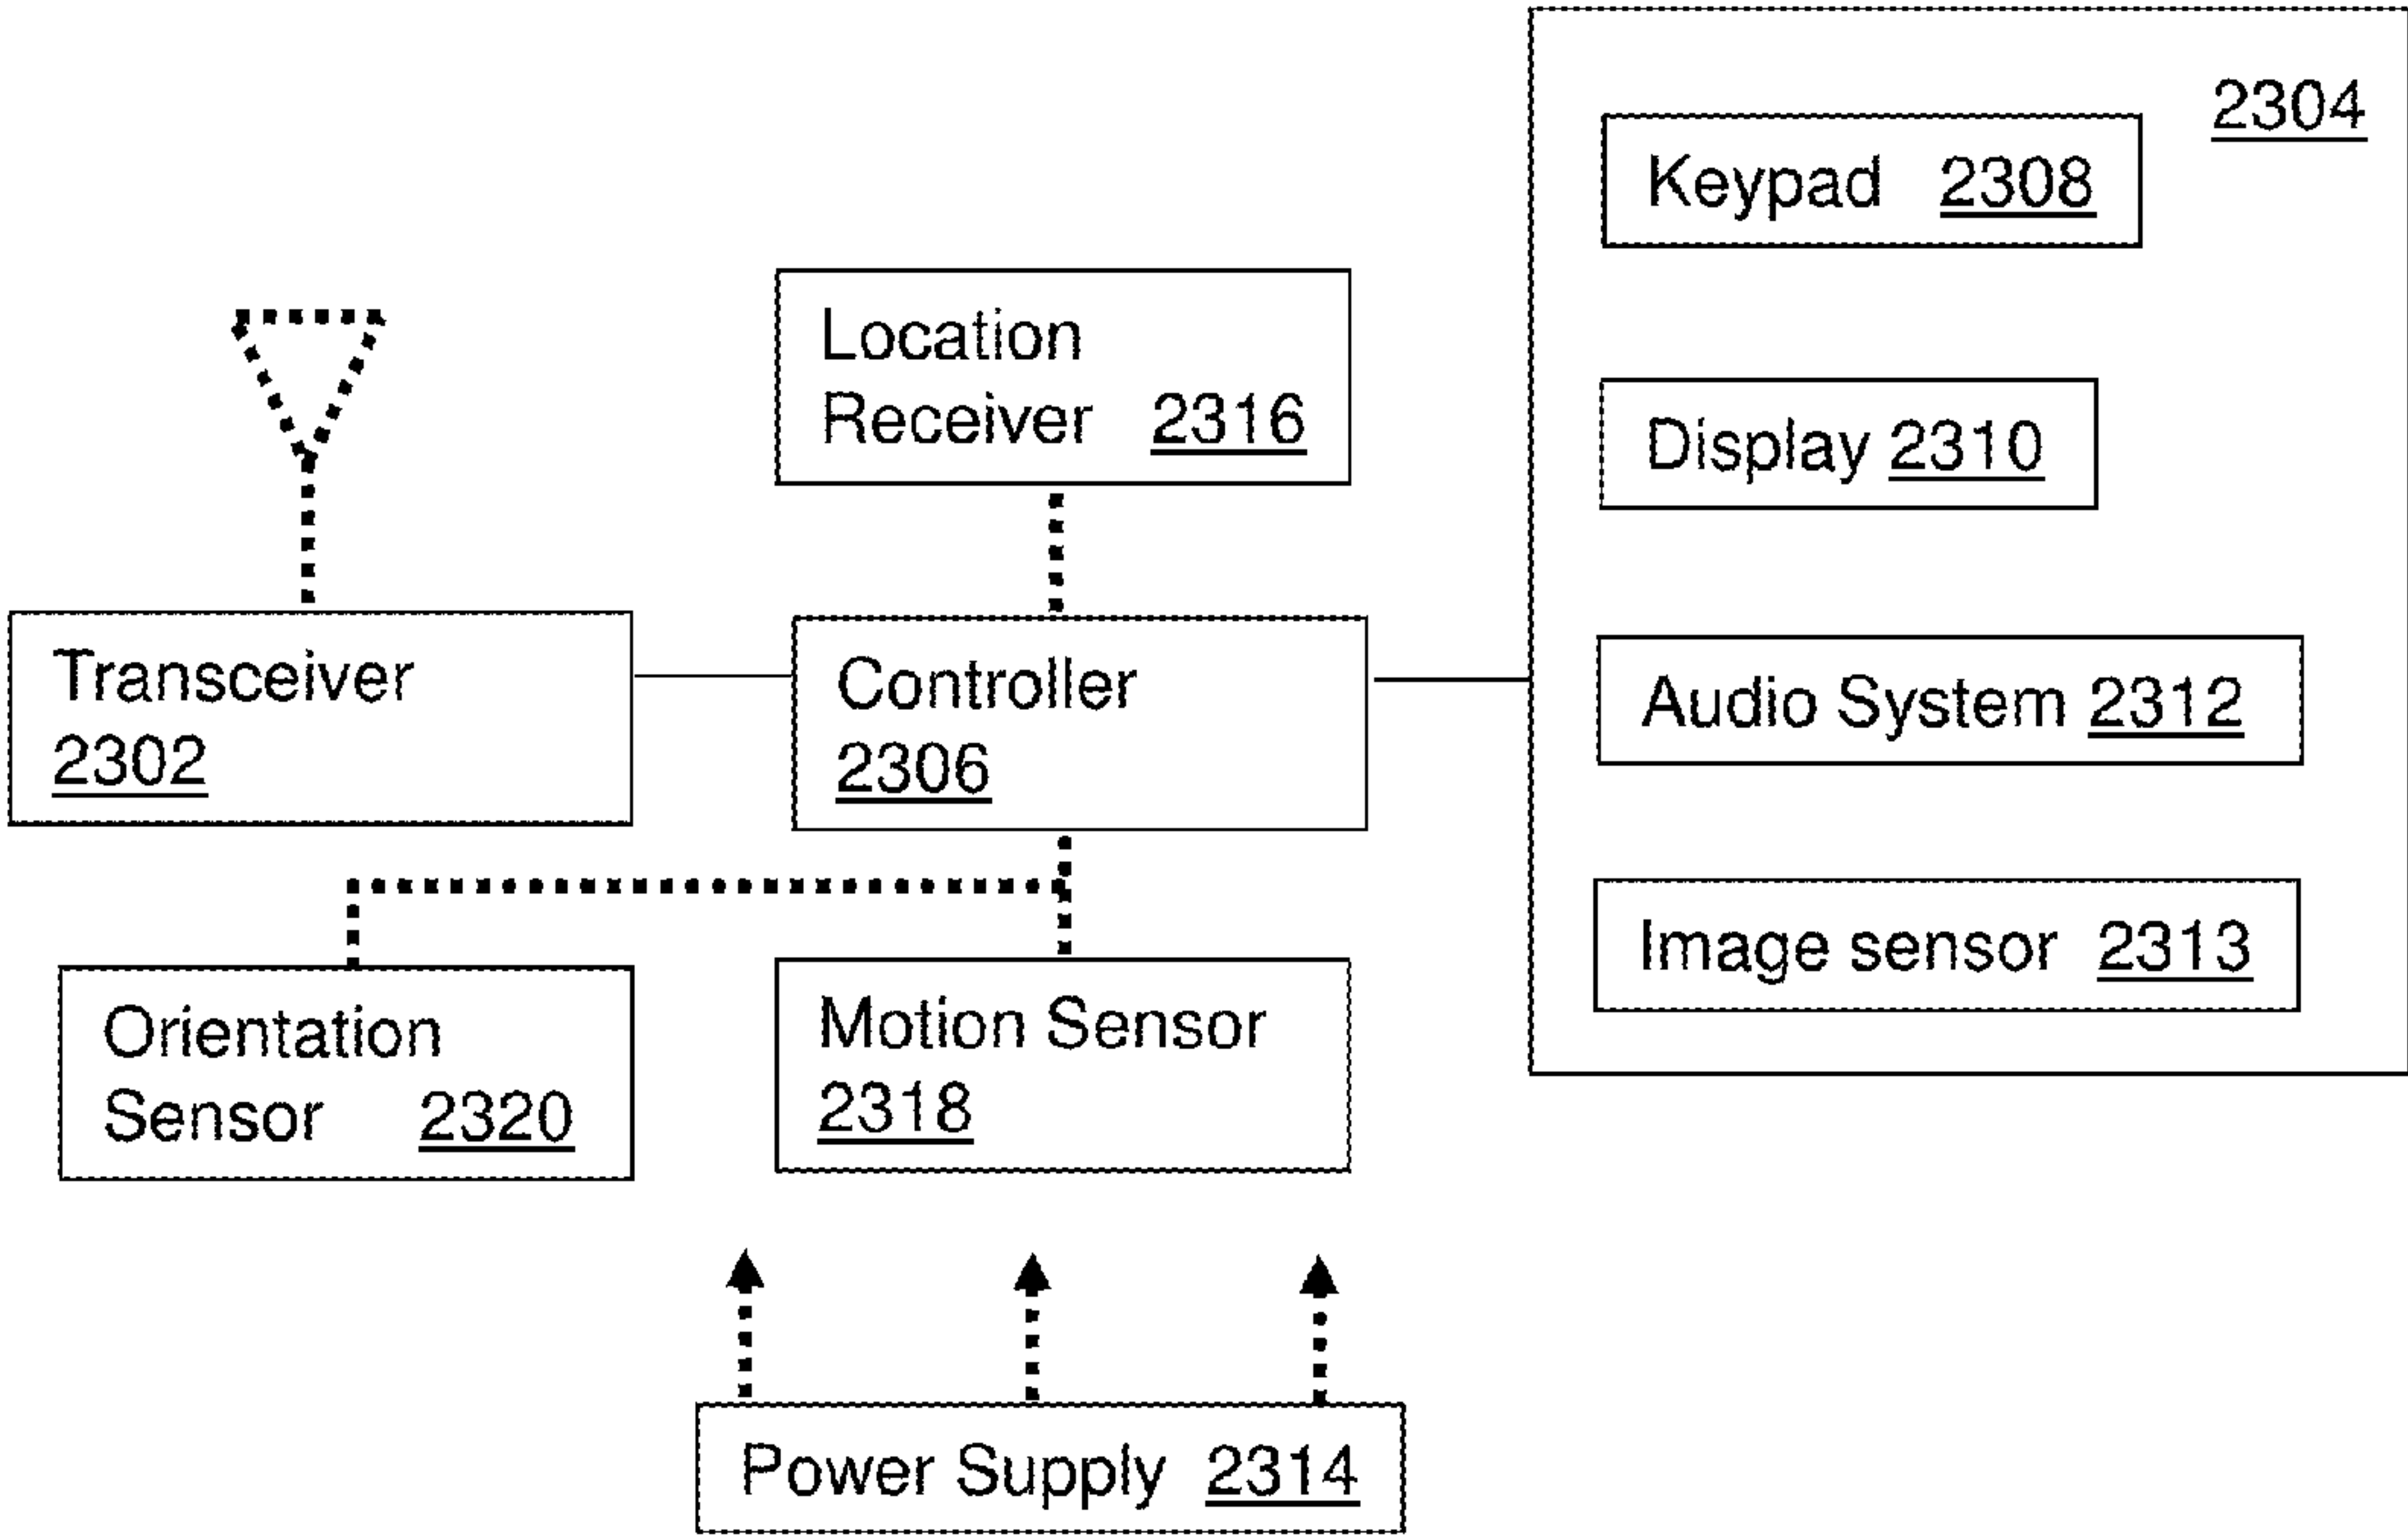 2304
Keypad 2308
Location
Receiver 2316
Display 2310
Transceiver
2302
Controller
2306
Audio System 2312
Image sensor 2313
Orientation
Sensor 2320
Motion Sensor
2318
Power Supply 2314